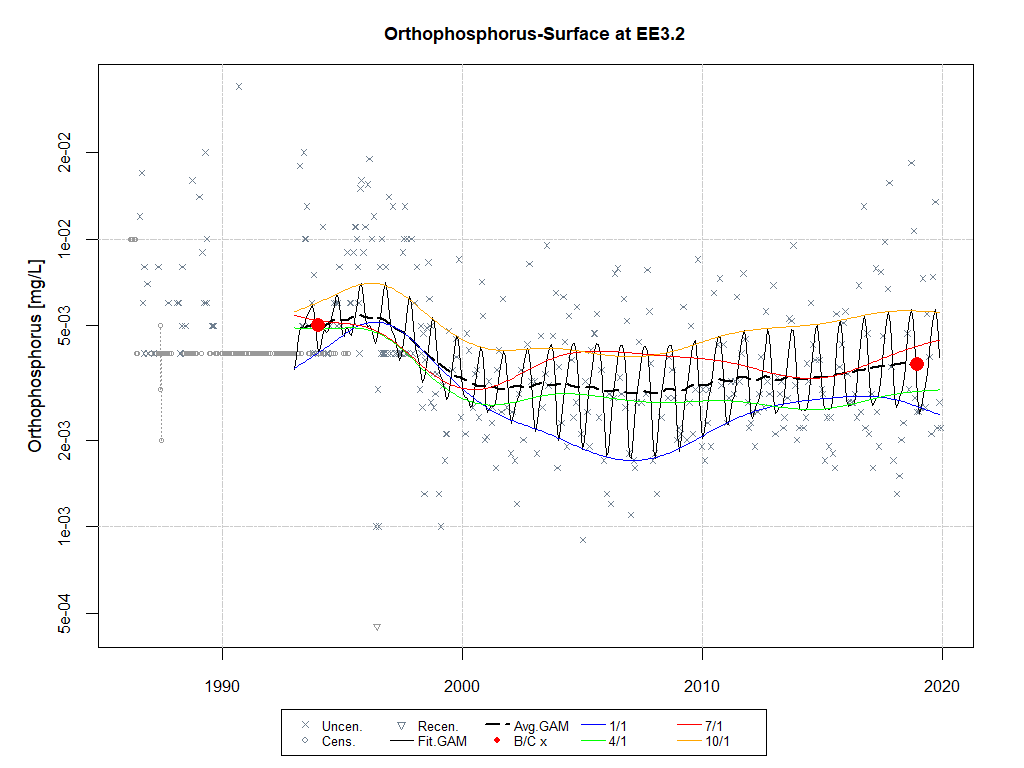 Orthophosphorus-Surface at EE3.2
Orthophosphorus [mg/L]
2e-02
1e-02
5e-03
2e-03
1e-03
5e-04
1990 2000 2010 2020
Uncen. Recen. Avg.GAM 1/1 7/1
Cens. Fit.GAM B/C x 4/1 10/1